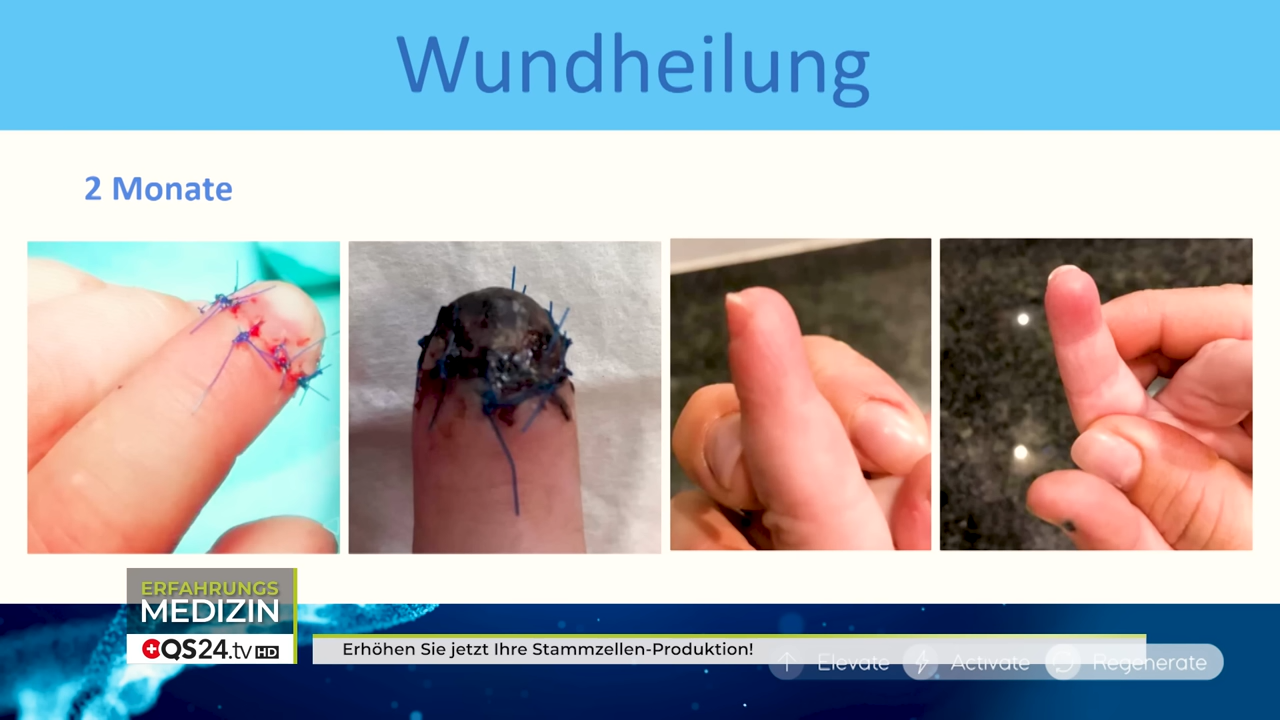 Wundheilung
2 Monate
ERFAHRUNGS
MEDIZIN
QS24.tv HD
Erhöhen Sie jetzt Ihre Stammzellen-Produktion!
Elevate Activate Regenerate